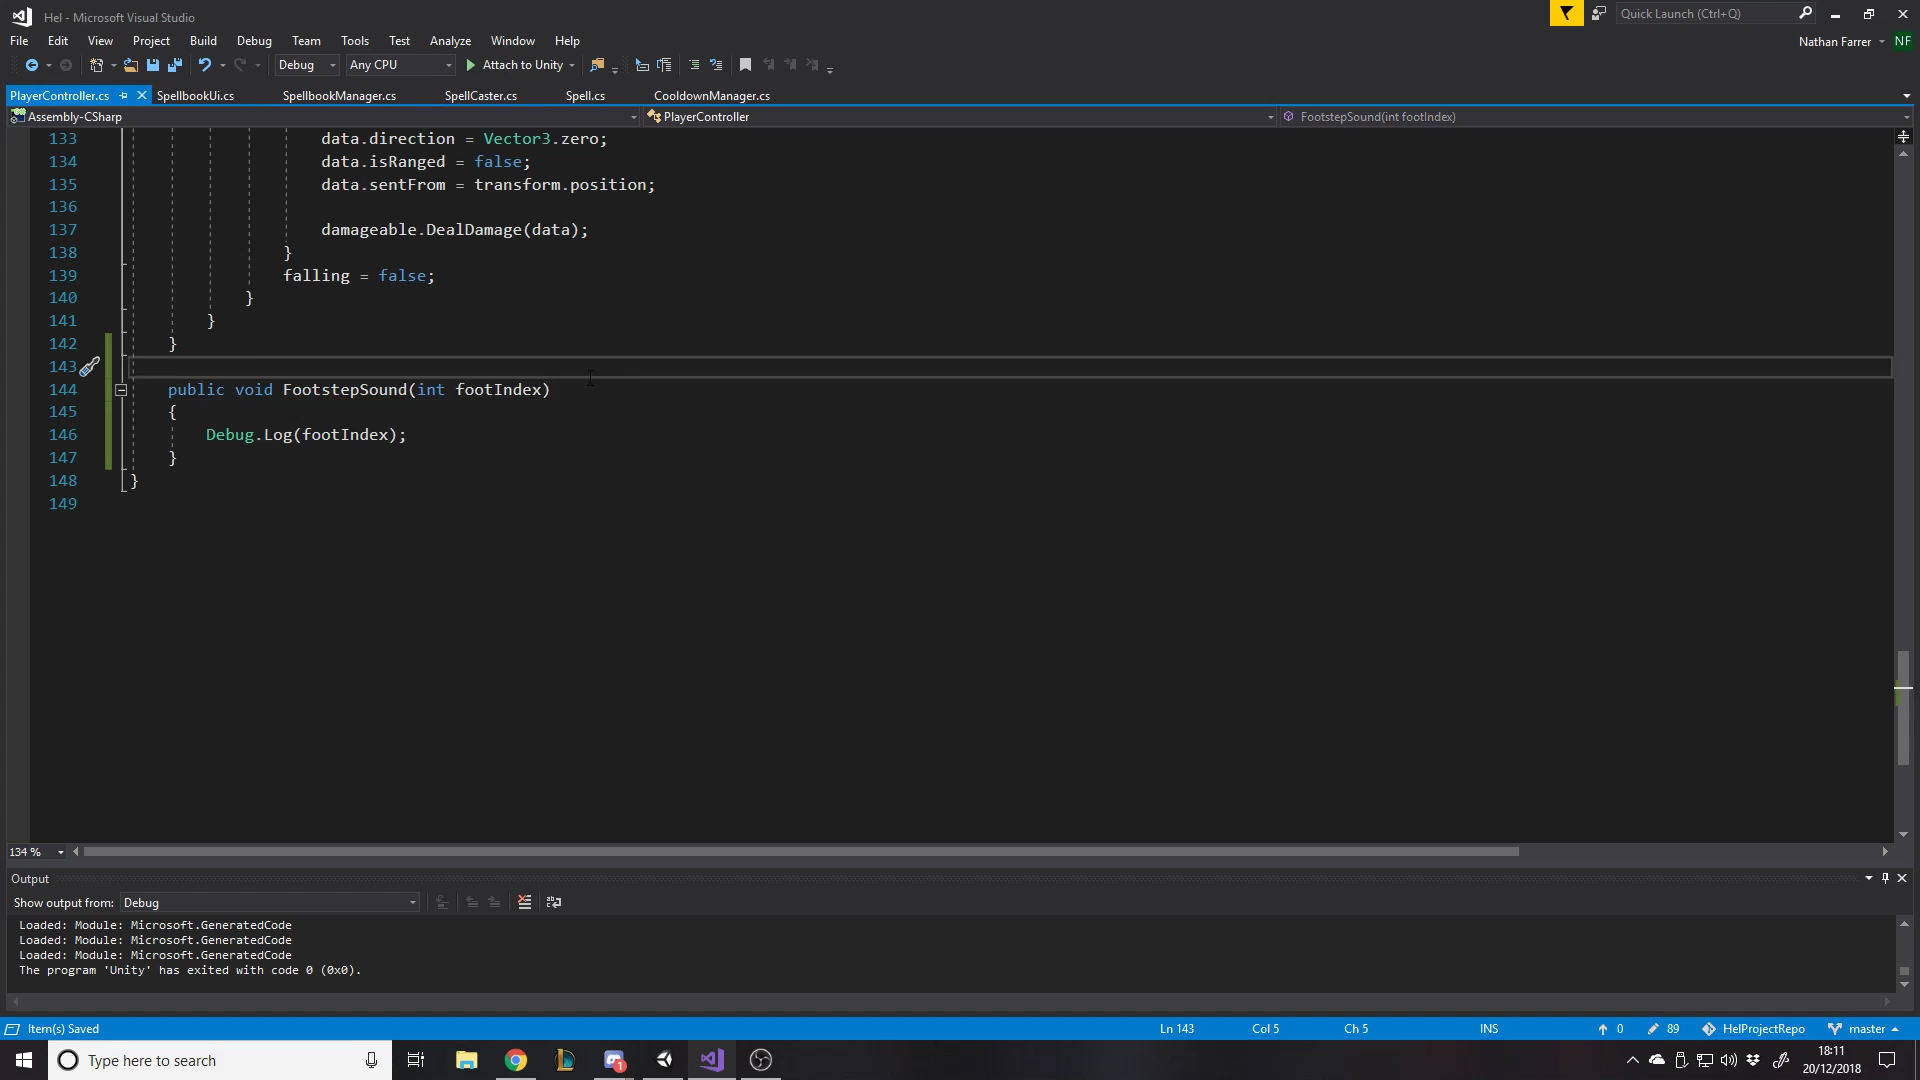 Hel - Microsoft Visual Studio
Quick Launch (Ctrl+Q)
File Edit View Project Build Debug Team Tools Test Analyze Window Help
Nathan Farrer NF
Debug Any CPU Attach to Unity
PlayerController.cs SpellbookUi.cs SpellbookManager.cs SpellCaster.cs Spell.cs CooldownManager.cs
Assembly-CSharp PlayerController FootstepSound(int footIndex)
133 data.direction = Vector3.zero;
134 data.isRanged = false;
135 data.sentFrom = transform.position;
136
137 damageable.DealDamage(data);
138 }
139 falling = false;
140 }
141 }
142 }
143
144 public void FootstepSound(int footIndex)
145 {
146 Debug.Log(footIndex);
147 }
148 }
149
134 %
Output
Show output from: Debug
Loaded: Module: Microsoft.GeneratedCode
Loaded: Module: Microsoft.GeneratedCode
Loaded: Module: Microsoft.GeneratedCode
The program 'Unity' has exited with code 0 (0x0).
Item(s) Saved Ln 143 Col 5 Ch 5 INS 0 89 HelProjectRepo master
Type here to search 1 18:11
20/12/2018